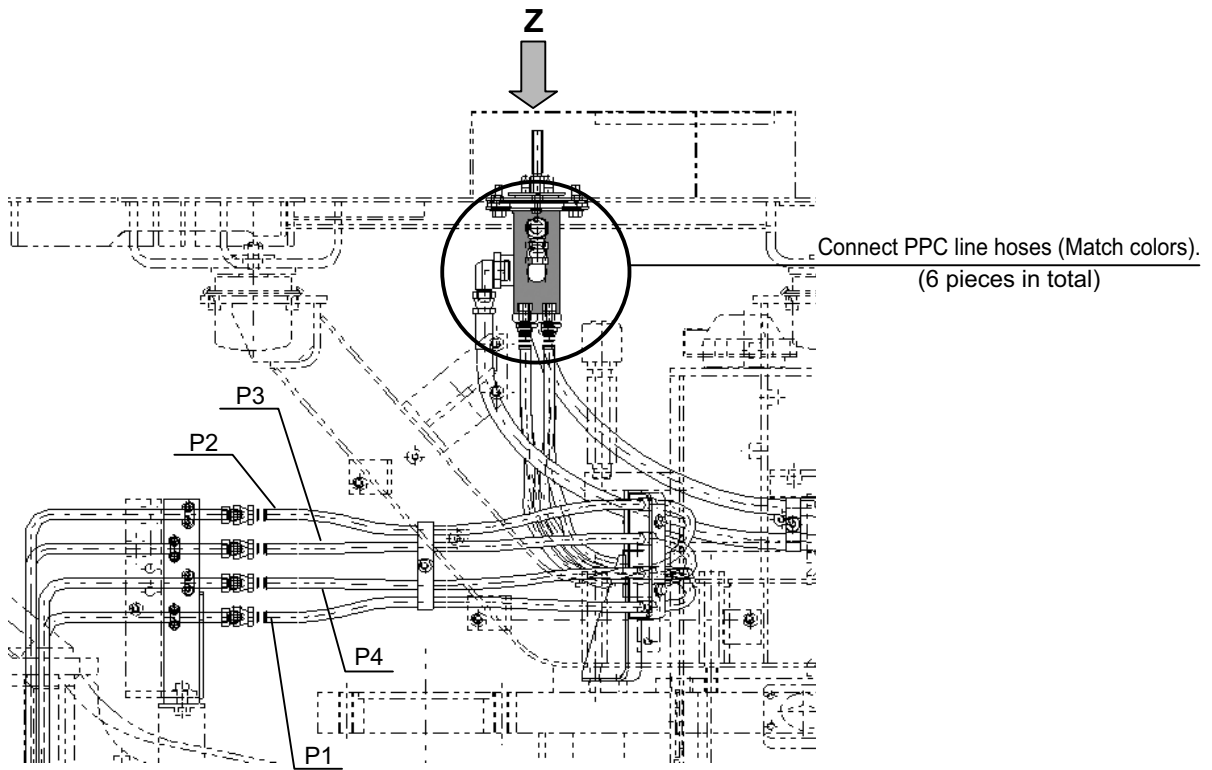 Z
Connect PPC line hoses (Match colors).
(6 pieces in total)
P3
P2
P4
P1